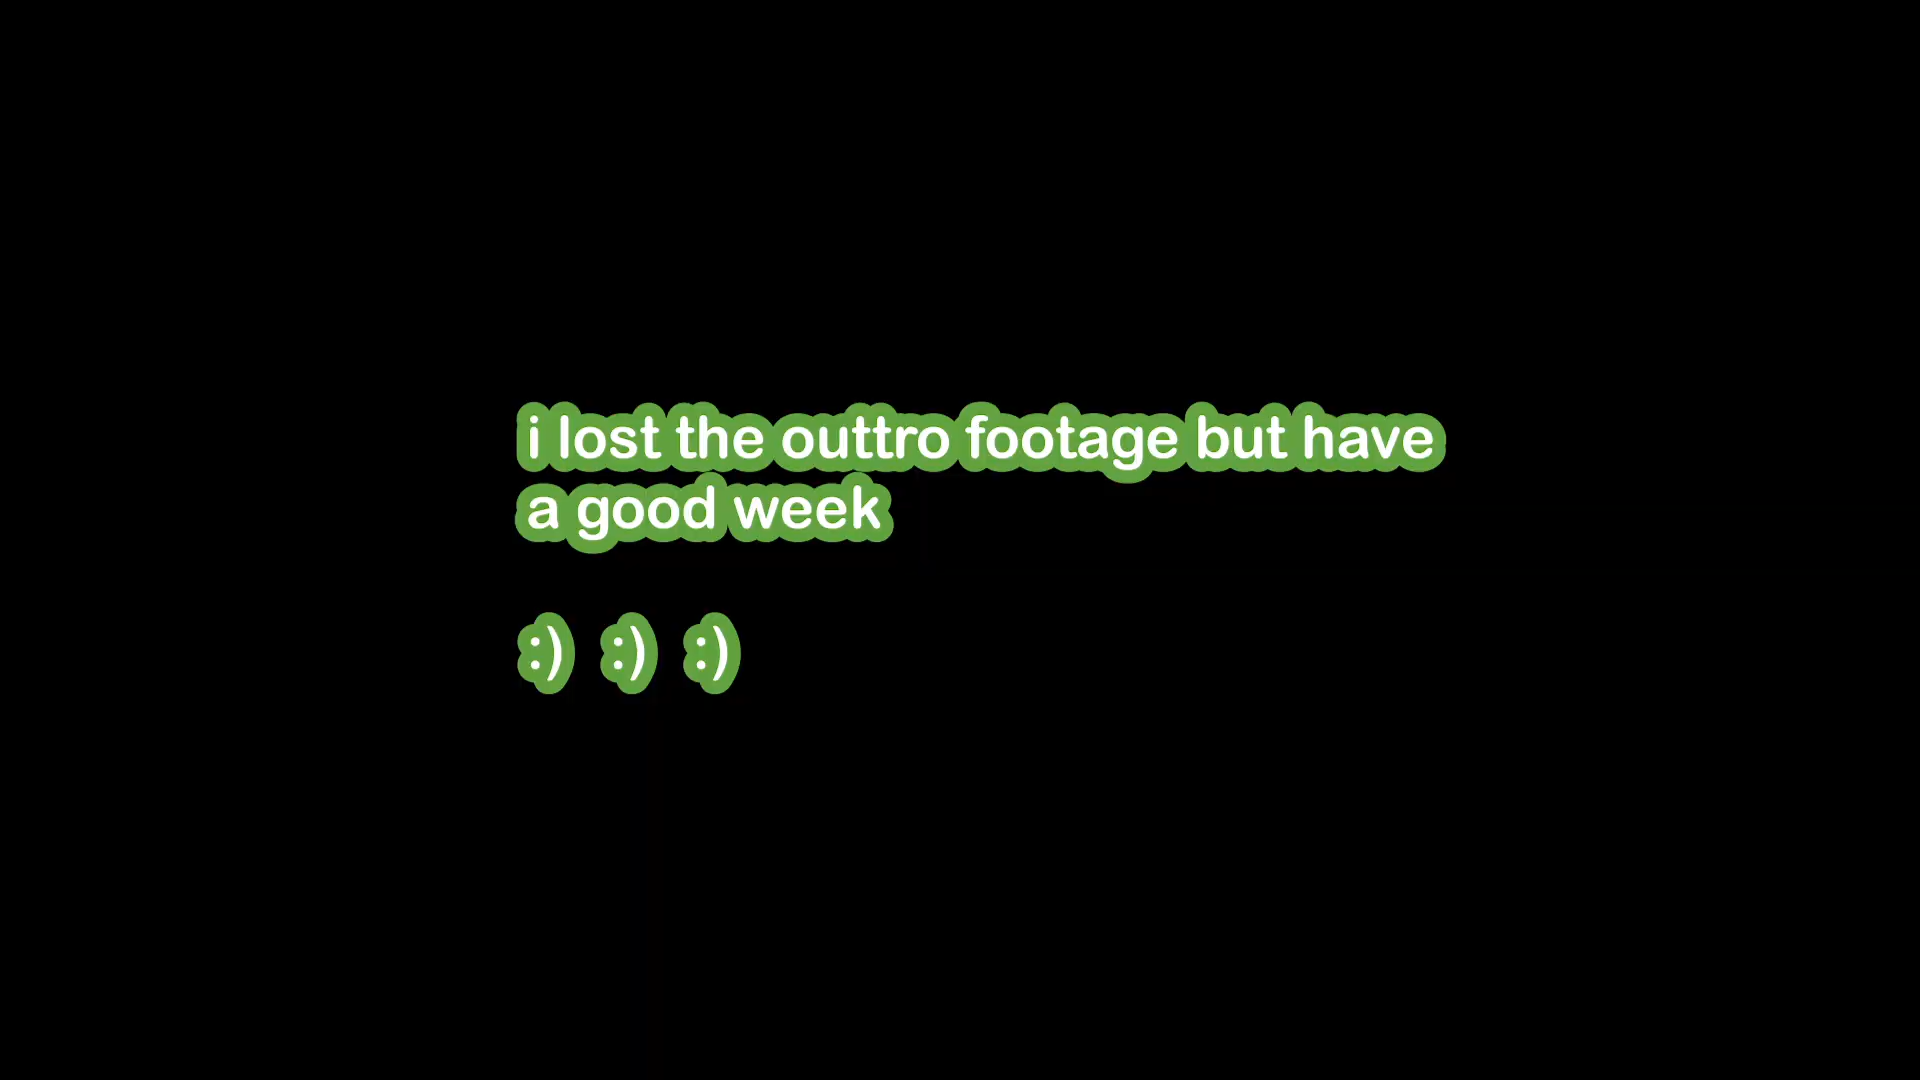 i lost the outtro footage but have
a good week
:) :) :)